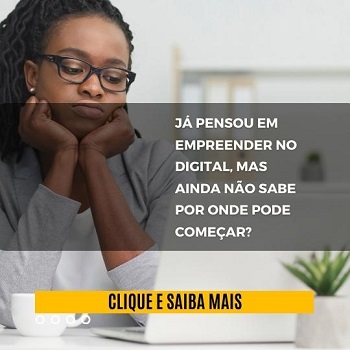 JÁ PENSOU EM
EMPREENDER NO
DIGITAL, MAS
AINDA NÃO SABE
POR ONDE PODE
COMEÇAR?
CLIQUE E SAIBA MAIS